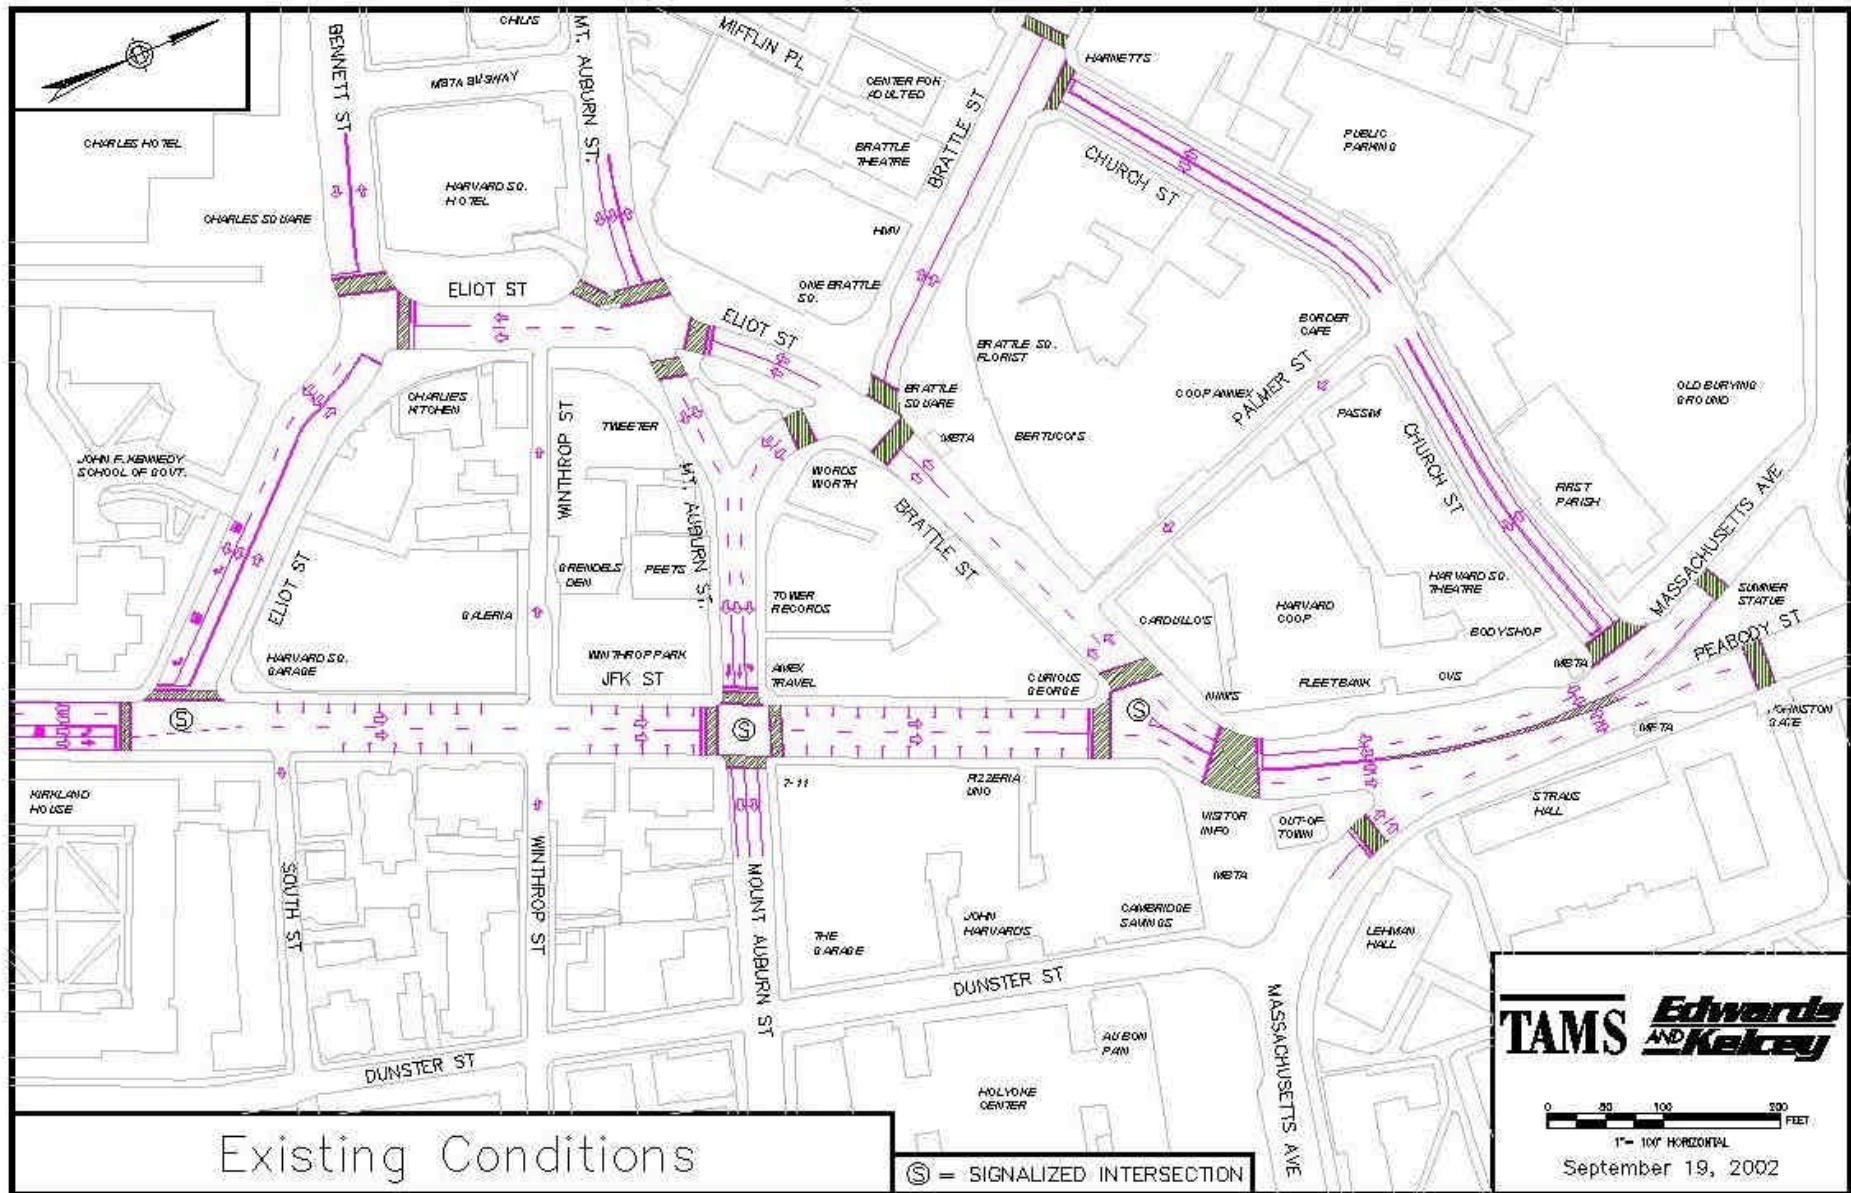 CHILI'S
BENNETT ST
MT. AUBURN ST.
MIFFLIN PL
HARNETTS
MBTA BUSWAY
CENTER FOR
AD ULTED
CHARLES HOTEL
BRATTLE ST
PUBLIC
PARKING
BRATTLE
THEATRE
CHURCH ST
HARVARD SQ.
HOTEL
CHARLES SQUARE
HMV
ELIOT ST
ONE BRATTLE
SQ.
ELIOT ST
BORDER
CAFE
BRATTLE SQ.
FLORIST
PALMER ST
COOP ANNEX
OLD BURYING
GROUND
BRATTLE
SQUARE
CHARLIE'S
KITCHEN
PASSIM
WINTHROP ST
TWEETER
MBTA
BERTUCCI'S
CHURCH ST
JOHN F. KENNEDY
SCHOOL OF GOVT.
WORDS
WORTH
FIRST
PARISH
MT. AUBURN ST.
BRATTLE ST
MASSACHUSETTS AVE
ELIOT ST
GRENDELS
DEN
PEETS
TOWER
RECORDS
HARVARD SQ.
THEATRE
SUMNER
STATUE
GALERIA
CARDULLO'S
HARVARD
COOP
BODYSHOP
PEABODY ST
HARVARD SQ.
GARAGE
WINTHROP PARK
JFK ST
AMEX
TRAVEL
CURIOUS
GEORGE
NINI'S
FLEETBANK
CVS
MBTA
S
S
S
MBTA
JOHNSTON
GATE
KIRKLAND
HOUSE
7-11
PIZZERIA
UNO
VISITOR
INFO
OUT-OF-
TOWN
STRAUS
HALL
SOUTH ST
WINTHROP ST
MOUNT AUBURN ST
MBTA
THE
GARAGE
JOHN
HARVARD'S
CAMBRIDGE
SAVINGS
LEHMAN
HALL
DUNSTER ST
MASSACHUSETTS AVE
AU BON
PAIN
DUNSTER ST
HOLYOKE
CENTER
TAMS
Edwards
AND Kelcey
0 50 100 200
FEET
1"= 100' HORIZONTAL
September 19, 2002
Existing Conditions
S = SIGNALIZED INTERSECTION